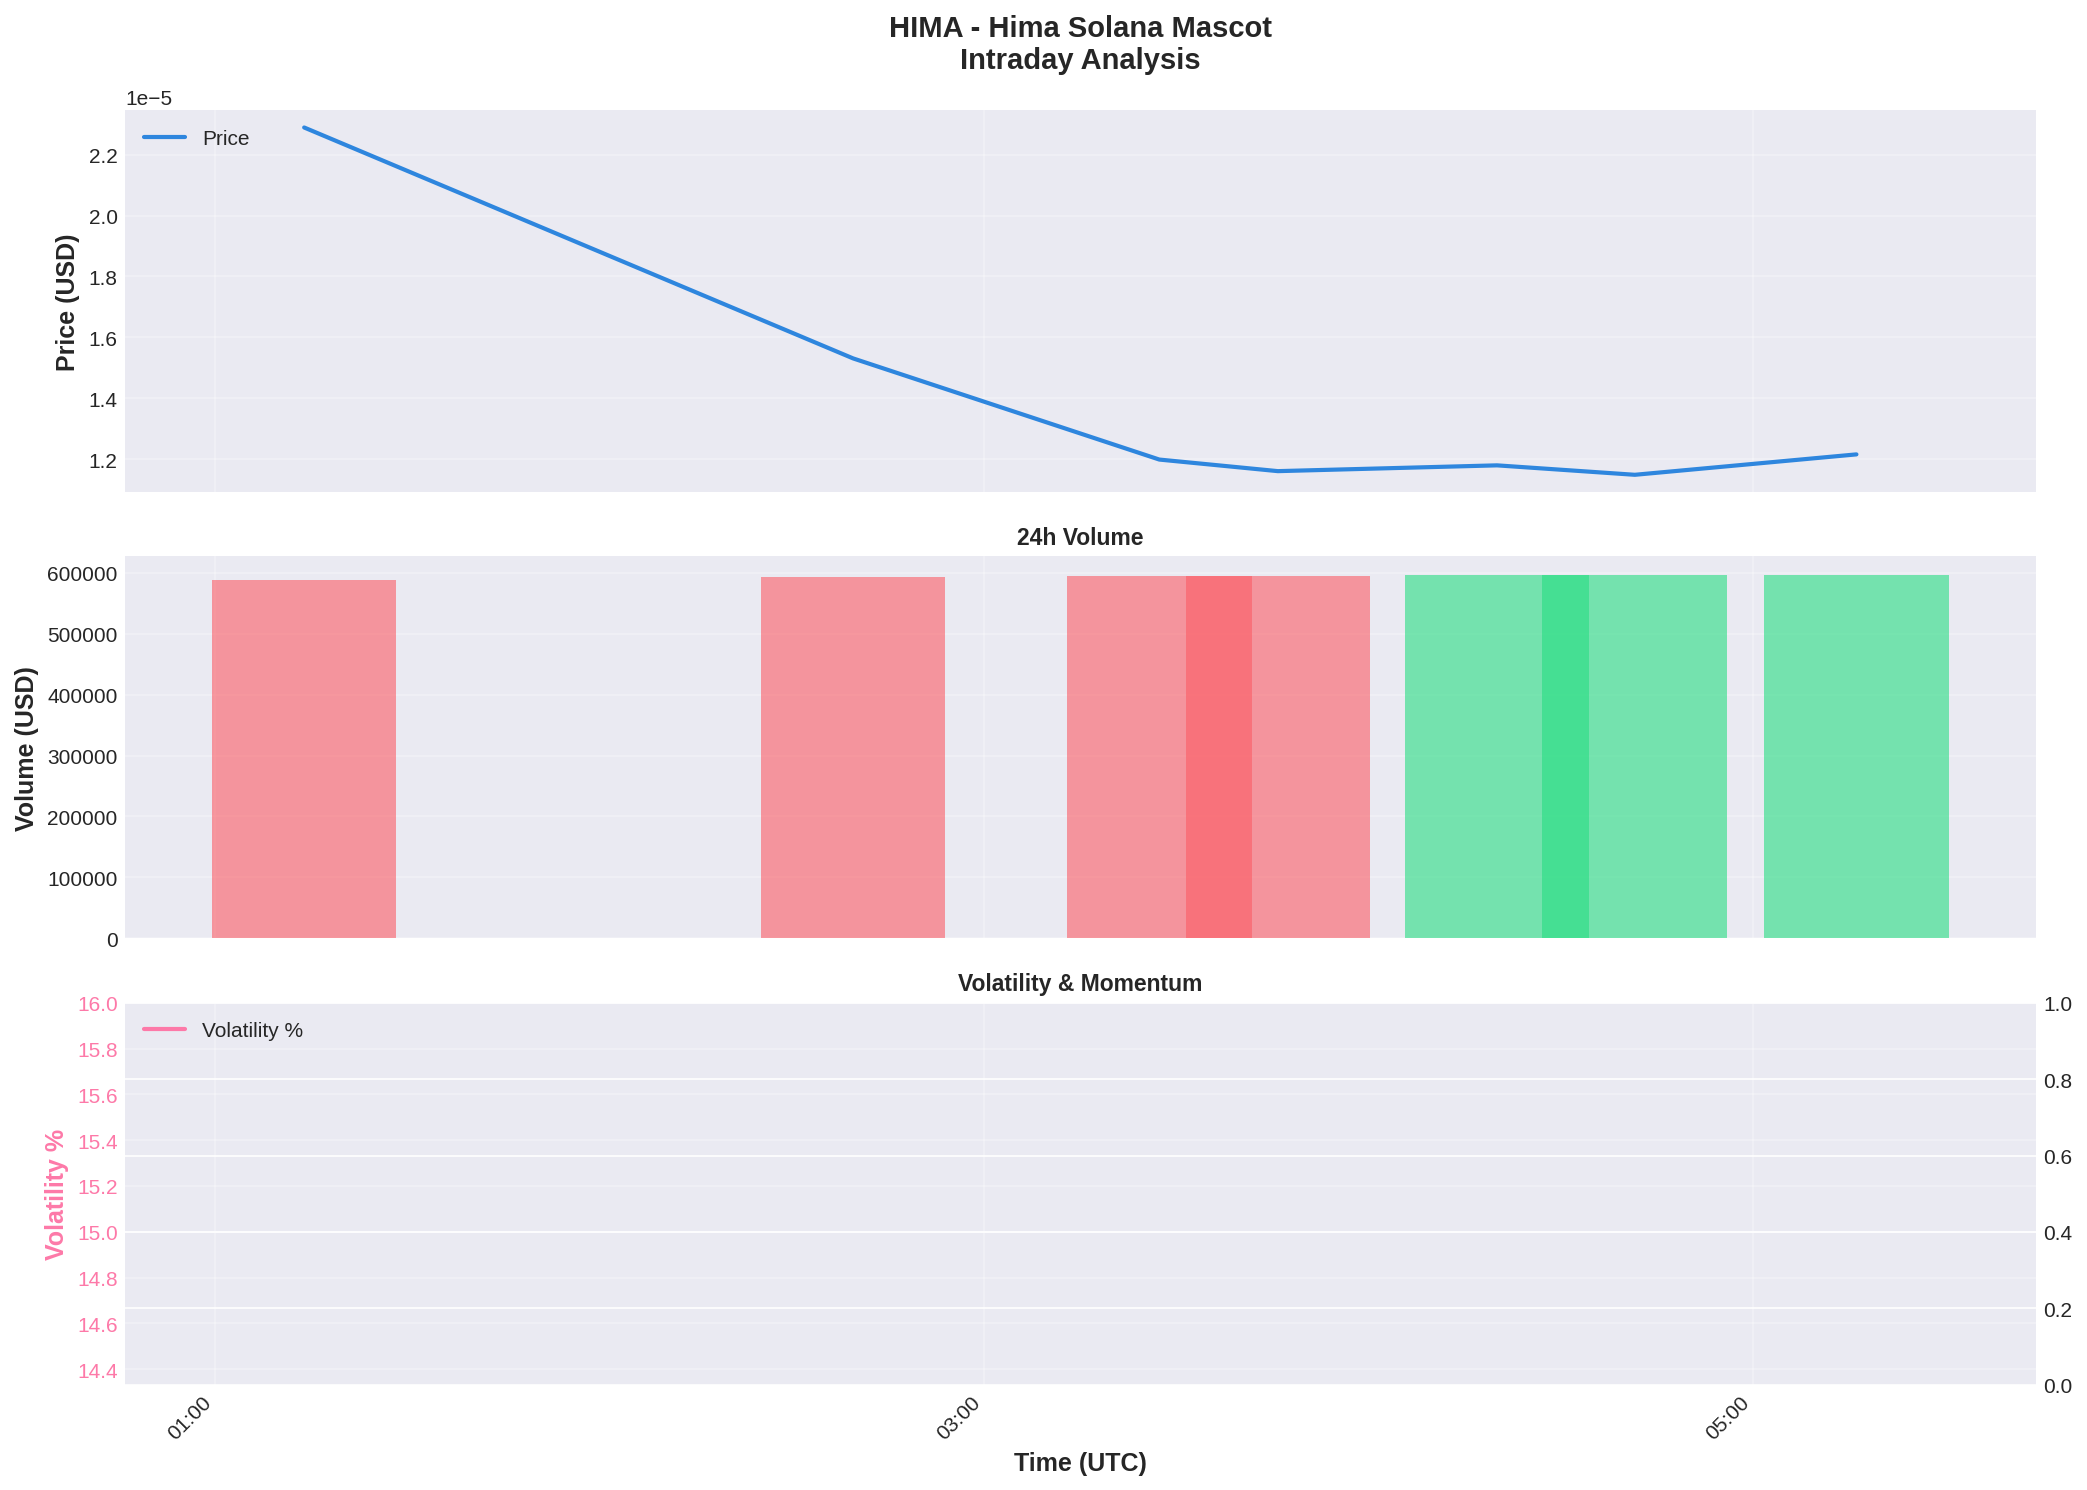 HIMA - Hima Solana Mascot
Intraday Analysis
1e−5
Price
2.2
2.0
1.8
1.6
1.4
1.2
Price (USD)
24h Volume
600000
500000
400000
300000
200000
100000
0
Volume (USD)
Volatility & Momentum
Volatility %
16.0
15.8
15.6
15.4
15.2
15.0
14.8
14.6
14.4
Volatility %
1.0
0.8
0.6
0.4
0.2
0.0
01:00
03:00
05:00
Time (UTC)